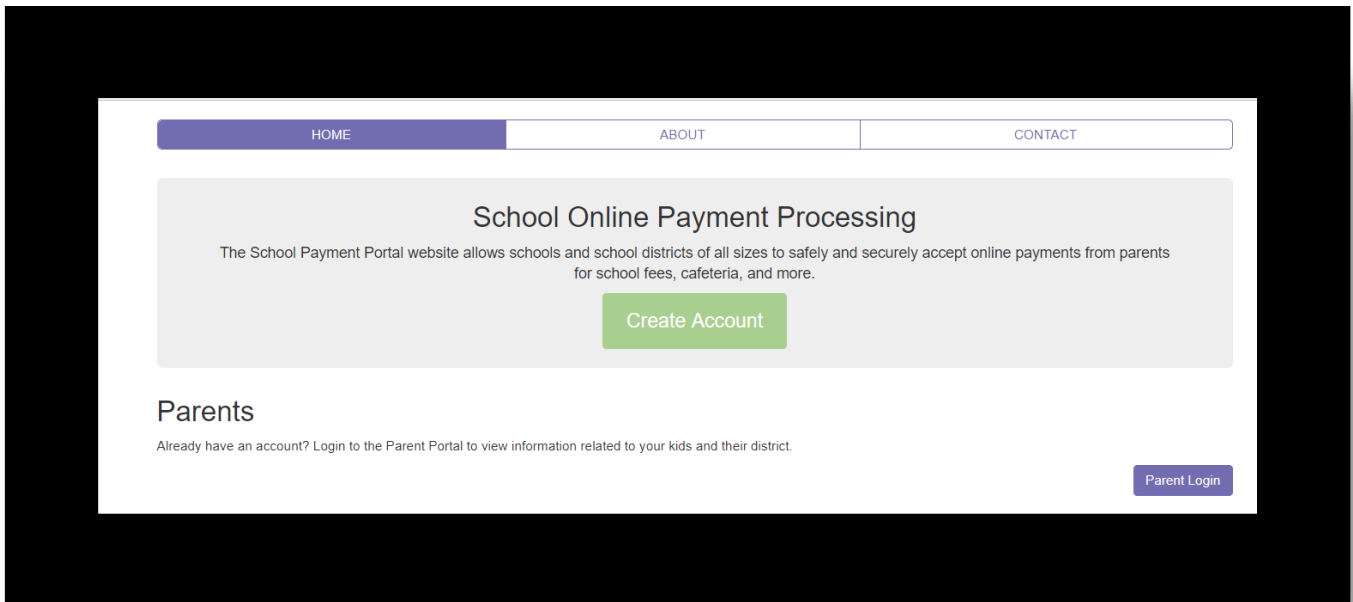 HOME ABOUT CONTACT
School Online Payment Processing
The School Payment Portal website allows schools and school districts of all sizes to safely and securely accept online payments from parents
for school fees, cafeteria, and more.
Create Account
Parents
Already have an account? Login to the Parent Portal to view information related to your kids and their district.
Parent Login